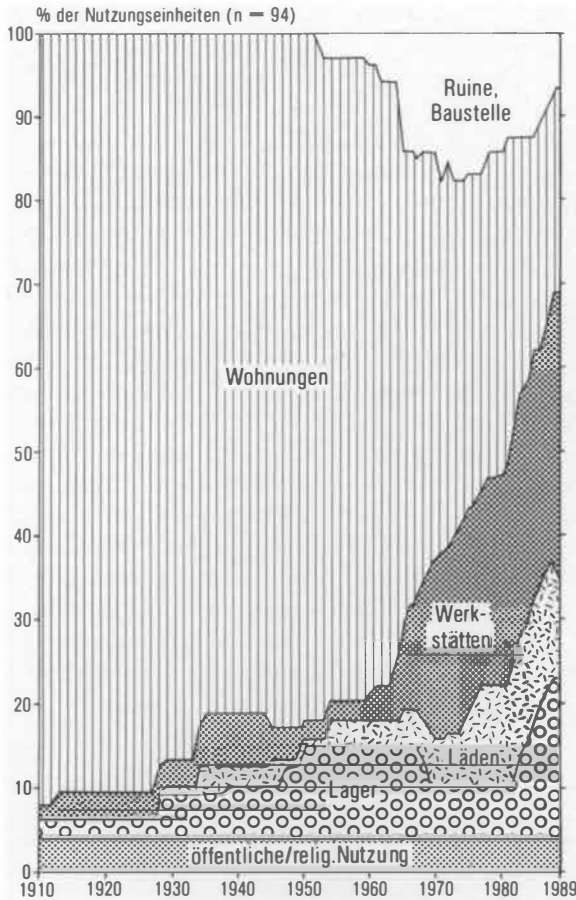 % der Nutzungseinheiten (n = 94)
100
90
80
70
60
50
40
30
20
10
0
Ruine,
Baustelle
Wohnungen
Werk-
stätten
Läden
Lager
öffentliche/relig.Nutzung
1910 1920 1930 1940 1950 1960 1970 1980 1989